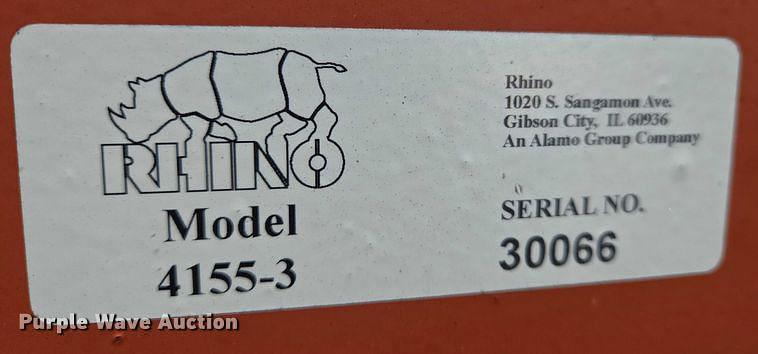 RHINO
Model
4155-3
Rhino
1020 S. Sangamon Ave.
Gibson City, IL 60936
An Alamo Group Company
SERIAL NO.
30066
Purple Wave Auction